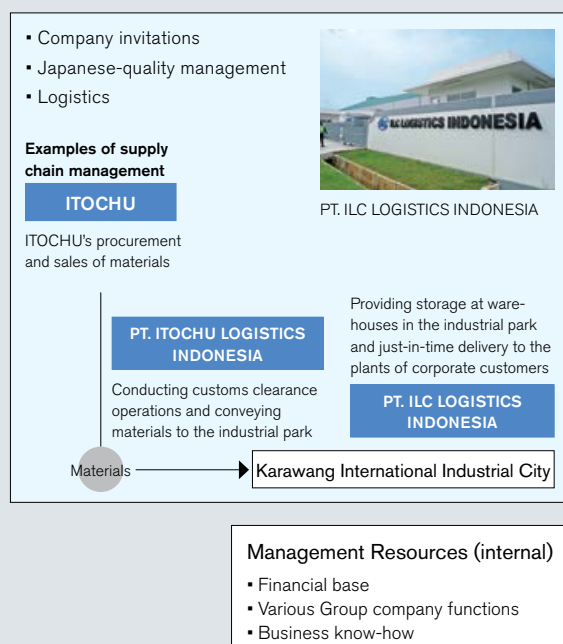 ▪ Company invitations
▪ Japanese-quality management
▪ Logistics
ILC LOGISTICS INDONESIA
PT. ILC LOGISTICS INDONESIA
Examples of supply
chain management
ITOCHU
ITOCHU's procurement
and sales of materials
PT. ITOCHU LOGISTICS
INDONESIA
Conducting customs clearance
operations and conveying
materials to the industrial park
Providing storage at ware-
houses in the industrial park
and just-in-time delivery to the
plants of corporate customers
PT. ILC LOGISTICS
INDONESIA
Materials
Karawang International Industrial City
Management Resources (internal)
▪ Financial base
▪ Various Group company functions
▪ Business know-how